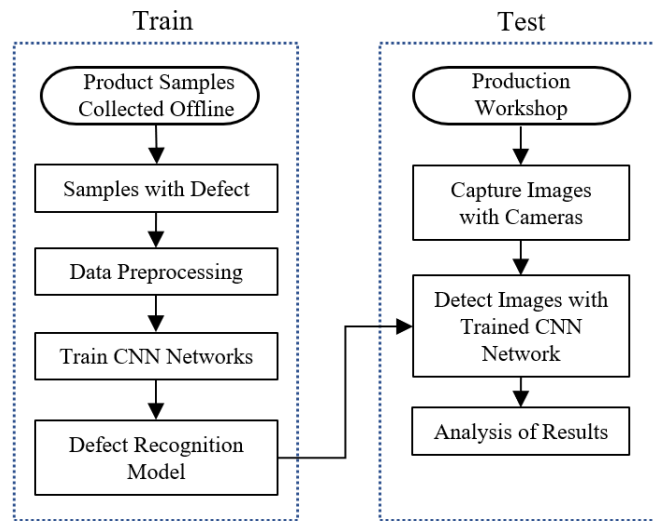 Train
Product Samples
Collected Offline
Samples with Defect
Data Preprocessing
Train CNN Networks
Defect Recognition
Model
Test
Production
Workshop
Capture Images
with Cameras
Detect Images with
Trained CNN
Network
Analysis of Results